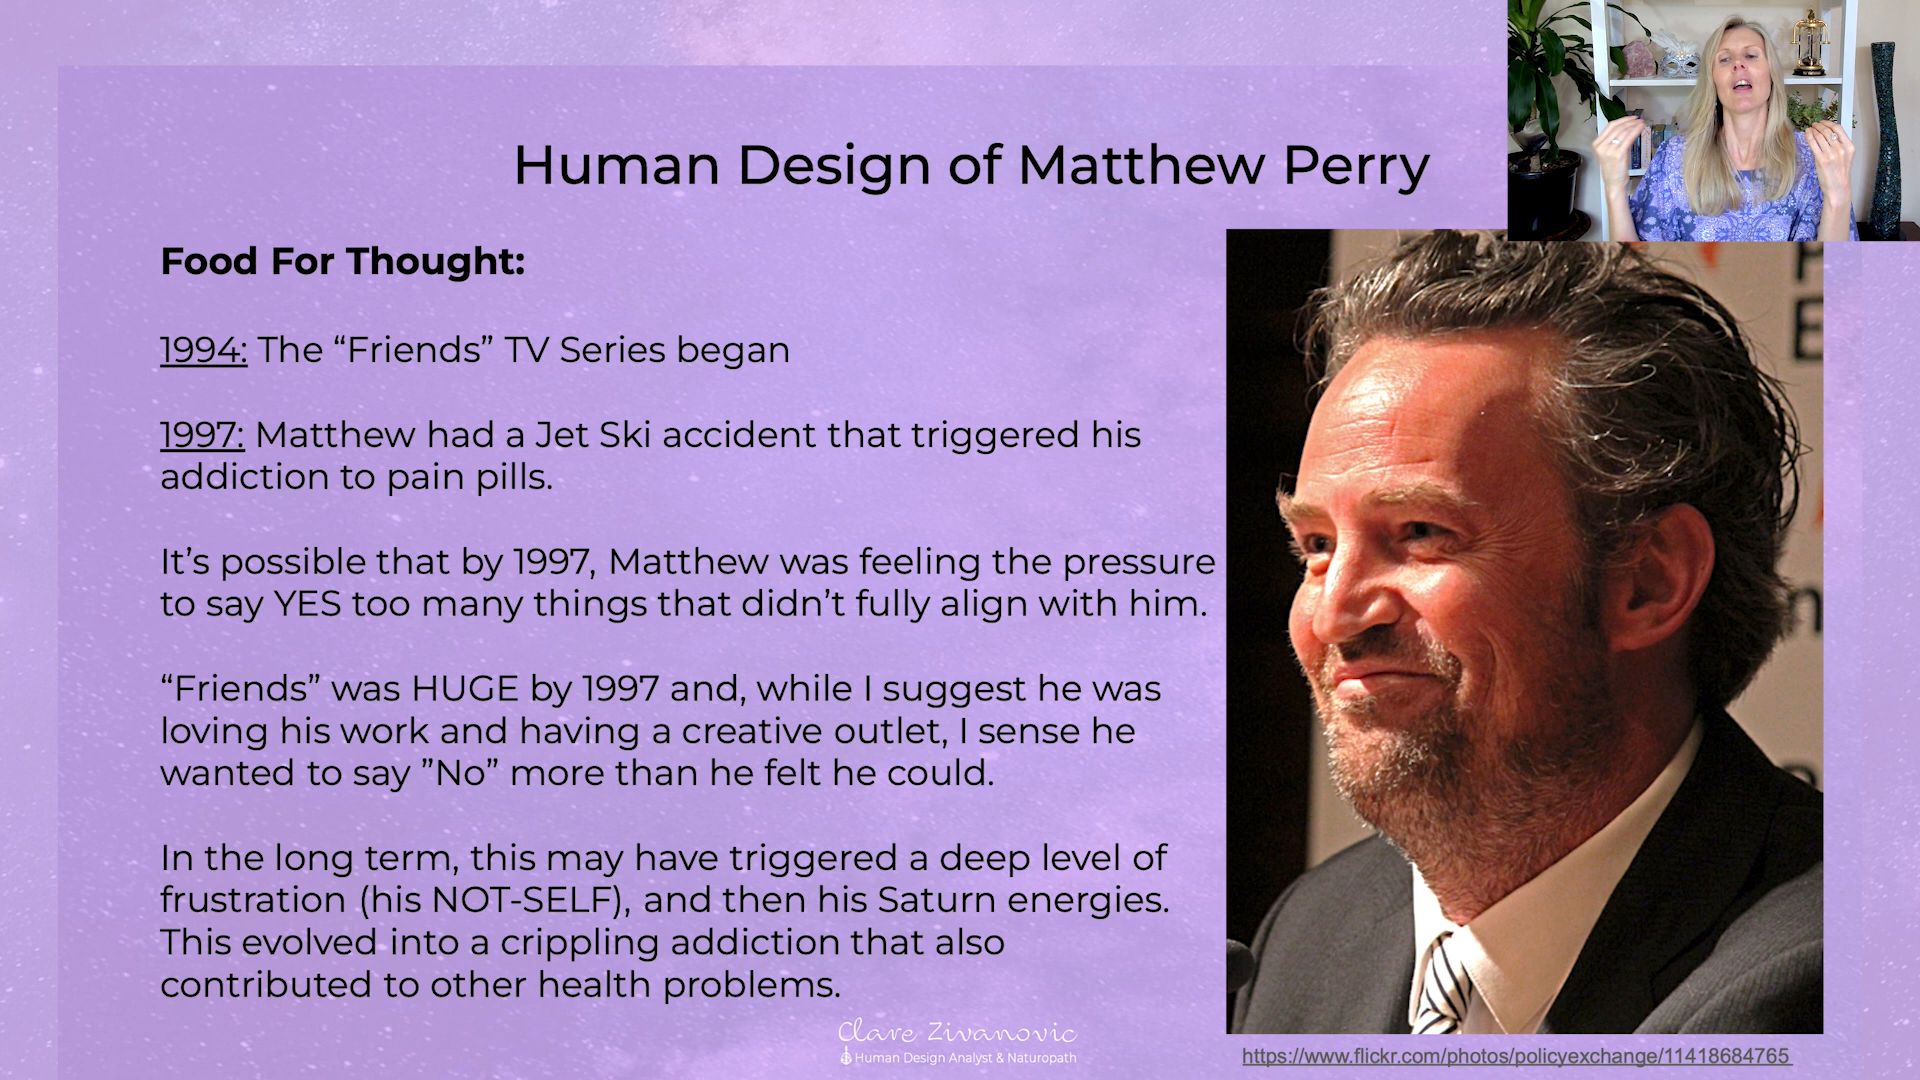 Human Design of Matthew Perry
Food For Thought:
1994: The “Friends” TV Series began
1997: Matthew had a Jet Ski accident that triggered his
addiction to pain pills.
It’s possible that by 1997, Matthew was feeling the pressure
to say YES too many things that didn’t fully align with him.
“Friends” was HUGE by 1997 and, while I suggest he was
loving his work and having a creative outlet, I sense he
wanted to say ”No” more than he felt he could.
In the long term, this may have triggered a deep level of
frustration (his NOT-SELF), and then his Saturn energies.
This evolved into a crippling addiction that also
contributed to other health problems.
Clare Zivanovic
Human Design Analyst & Naturopath
https://www.flickr.com/photos/policyexchange/11418684765